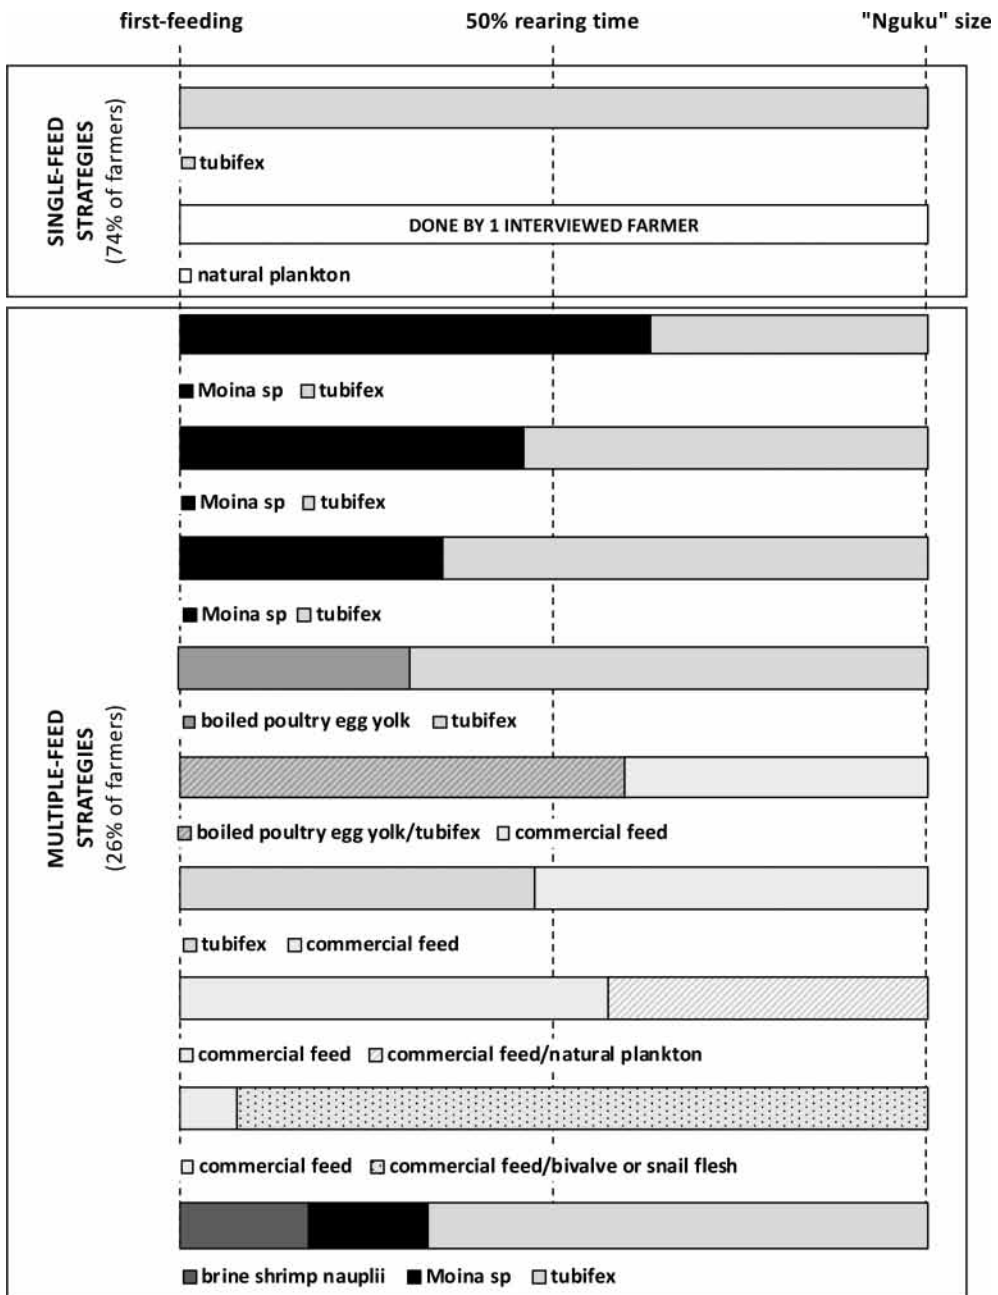 first-feeding 50% rearing time "Nguku" size
SINGLE-FEED
STRATEGIES
(74% of farmers)
tubifex
DONE BY 1 INTERVIEWED FARMER
natural plankton
MULTIPLE-FEED
STRATEGIES
(26% of farmers)
Moina sp tubifex
Moina sp tubifex
Moina sp tubifex
boiled poultry egg yolk tubifex
boiled poultry egg yolk/tubifex commercial feed
tubifex commercial feed
commercial feed commercial feed/natural plankton
commercial feed commercial feed/bivalve or snail flesh
brine shrimp nauplii Moina sp tubifex